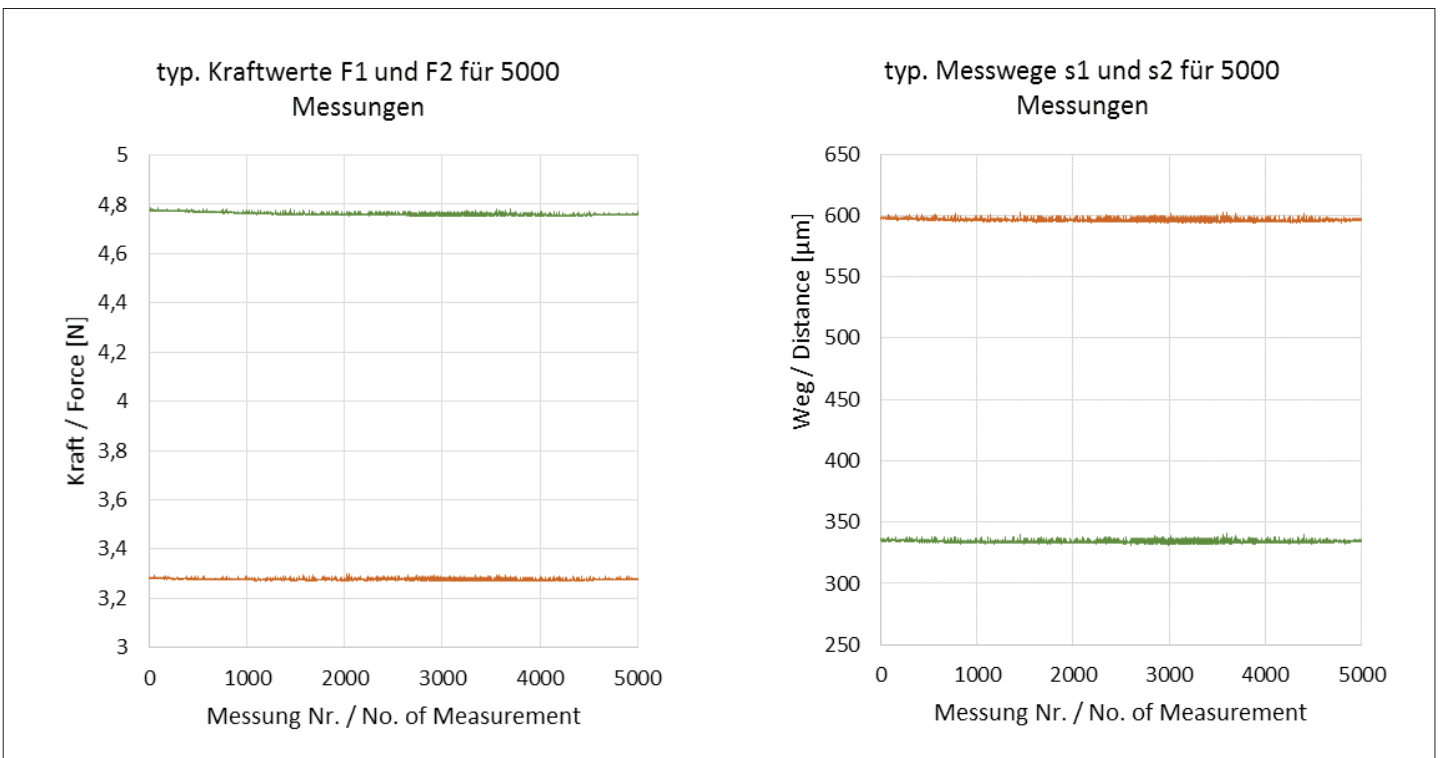 typ. Kraftwerte F1 und F2 für 5000
Messungen
5
4,8
4,6
4,4
4,2
4
3,8
3,6
3,4
3,2
3
Kraft / Force [N]
0 1000 2000 3000 4000 5000
Messung Nr. / No. of Measurement
typ. Messwege s1 und s2 für 5000
Messungen
650
600
550
500
450
400
350
300
250
Weg / Distance [µm]
0 1000 2000 3000 4000 5000
Messung Nr. / No. of Measurement